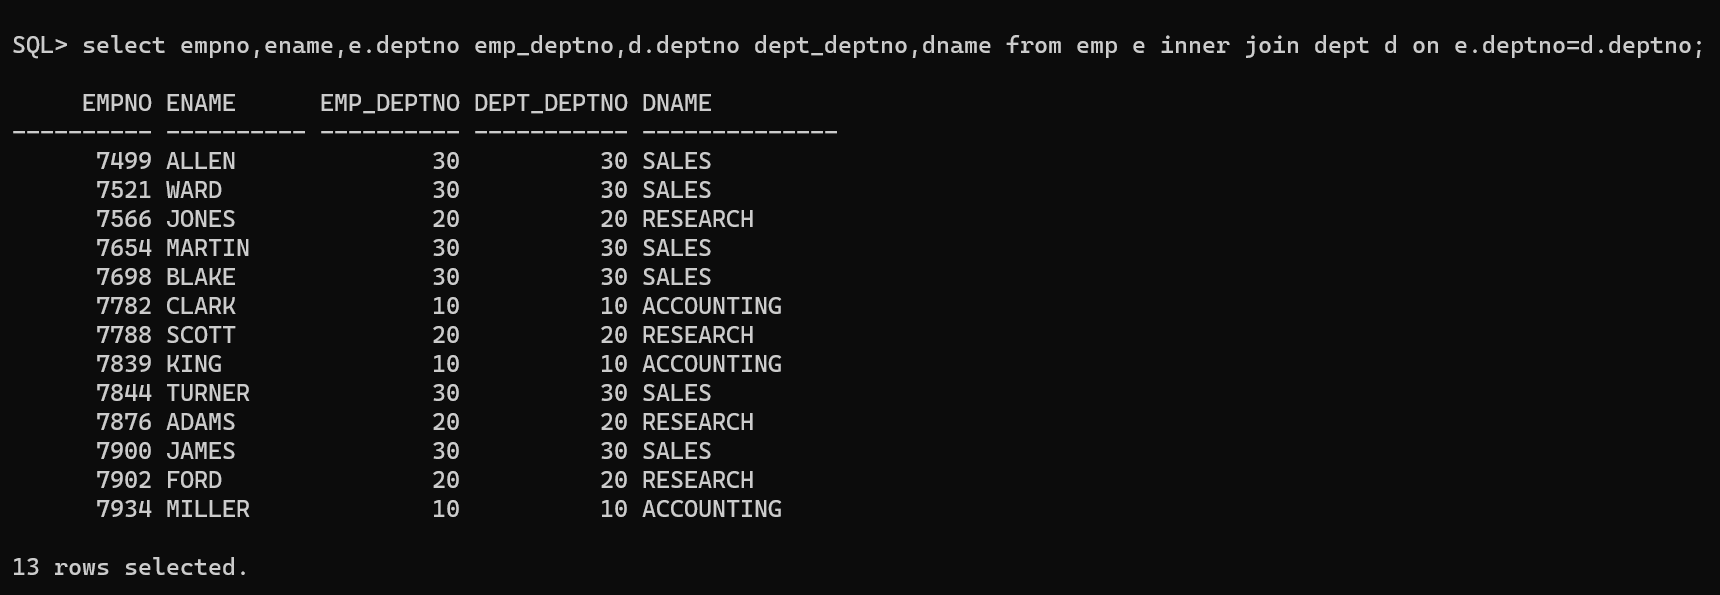 SQL> select empno,ename,e.deptno emp_deptno,d.deptno dept_deptno,dname from emp e inner join dept d on e.deptno=d.deptno;
     EMPNO ENAME      EMP_DEPTNO DEPT_DEPTNO DNAME
---------- ---------- ---------- ----------- --------------
      7499 ALLEN              30          30 SALES
      7521 WARD               30          30 SALES
      7566 JONES              20          20 RESEARCH
      7654 MARTIN             30          30 SALES
      7698 BLAKE              30          30 SALES
      7782 CLARK              10          10 ACCOUNTING
      7788 SCOTT              20          20 RESEARCH
      7839 KING               10          10 ACCOUNTING
      7844 TURNER             30          30 SALES
      7876 ADAMS              20          20 RESEARCH
      7900 JAMES              30          30 SALES
      7902 FORD               20          20 RESEARCH
      7934 MILLER             10          10 ACCOUNTING
13 rows selected.